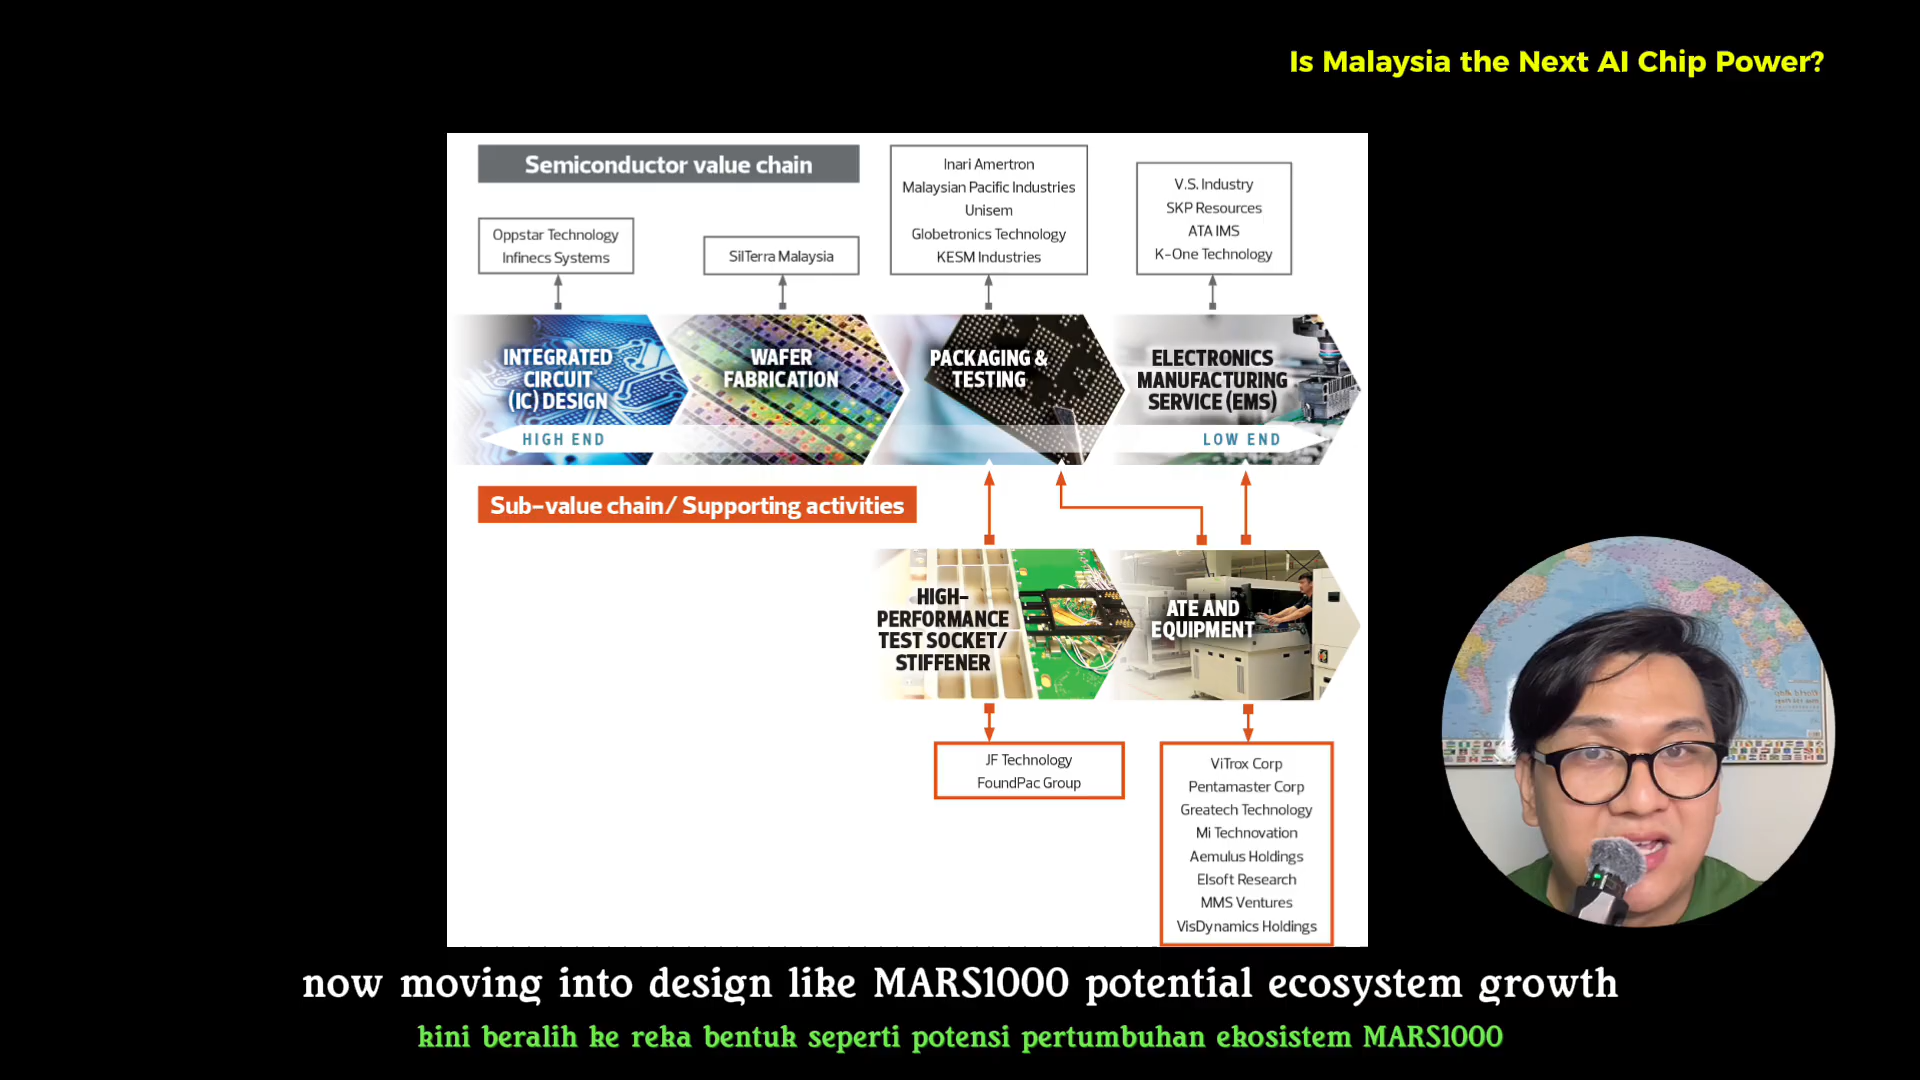 Is Malaysia the Next AI Chip Power?
Semiconductor value chain
Oppstar Technology
Infinecs Systems
SilTerra Malaysia
Inari Amertron
Malaysian Pacific Industries
Unisem
Globetronics Technology
KESM Industries
V.S. Industry
SKP Resources
ATA IMS
K-One Technology
INTEGRATED
CIRCUIT
(IC) DESIGN
WAFER
FABRICATION
PACKAGING &
TESTING
ELECTRONICS
MANUFACTURING
SERVICE (EMS)
HIGH END
LOW END
Sub-value chain/ Supporting activities
HIGH-
PERFORMANCE
TEST SOCKET/
STIFFENER
ATE AND
EQUIPMENT
JF Technology
FoundPac Group
ViTrox Corp
Pentamaster Corp
Greatech Technology
Mi Technovation
Aemulus Holdings
Elsoft Research
MMS Ventures
VisDynamics Holdings
now moving into design like MARS1000 potential ecosystem growth
kini beralih ke reka bentuk seperti potensi pertumbuhan ekosistem MARS1000